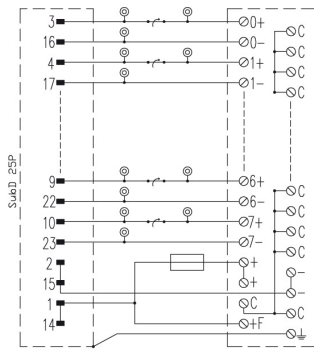 3 0+ C
16 0- C
4 1+ C
17 1- C
SubD 25P
9 6+ C
22 6- C
10 7+ C
23 7- C
2 + -
15 + -
1 C C
14 +F